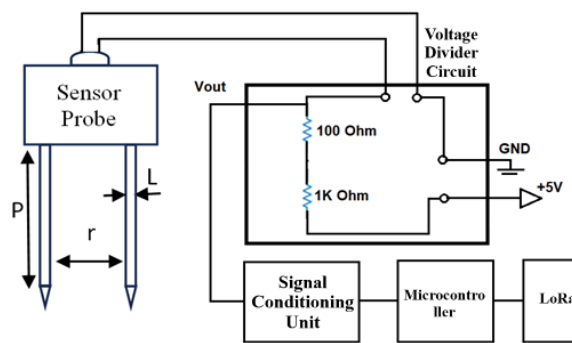 Voltage
Divider
Circuit
Sensor
Probe
Vout
100 Ohm
GND
1K Ohm
+5V
P
L
r
Signal
Conditioning
Unit
Microcontro
ller
LoRa